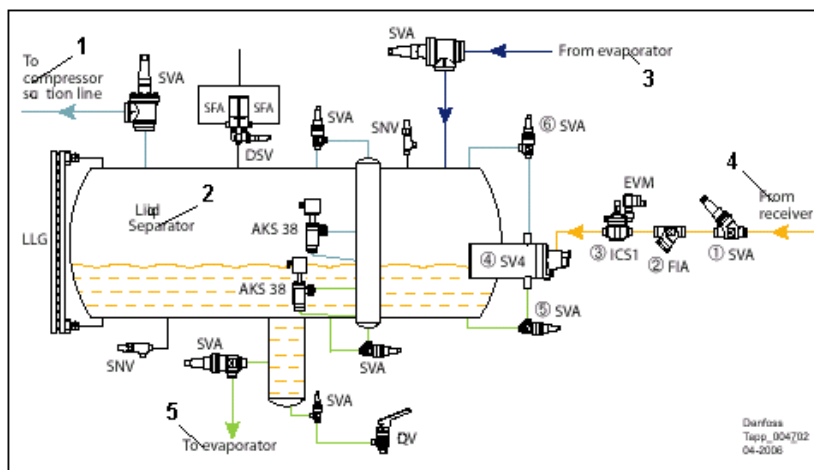 1
To
compressor
suction line
SVA
SFA SFA
DSV
SVA
SNV
SVA
From evaporator
3
⑥ SVA
4
From
receiver
EVM
③ ICS1
② FIA
① SVA
2
Separator
LLG
AKS 38
④ SV4
AKS 38
⑤ SVA
SNV
SVA
SVA
SVA
5
To evaporator
QV
Danfoss
Tapp_004702
04-2006